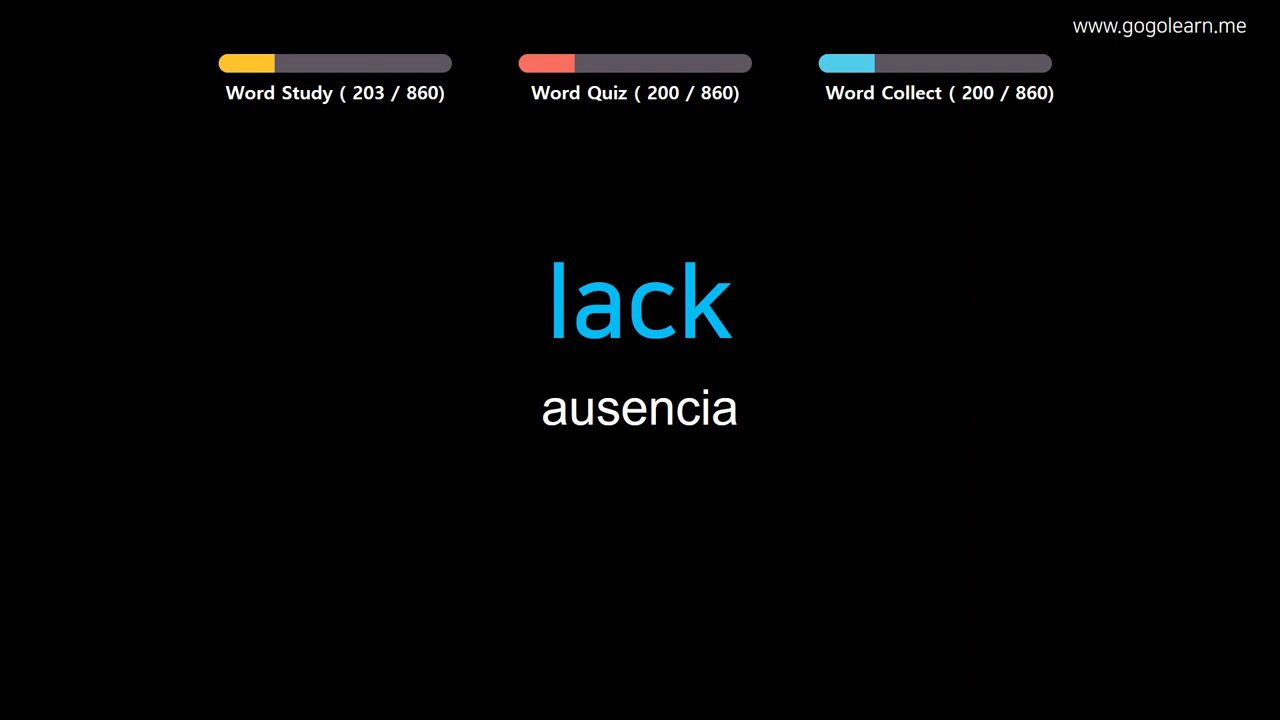 www.gogolearn.me
Word Study ( 203 / 860)
Word Quiz ( 200 / 860)
Word Collect ( 200 / 860)
lack
ausencia